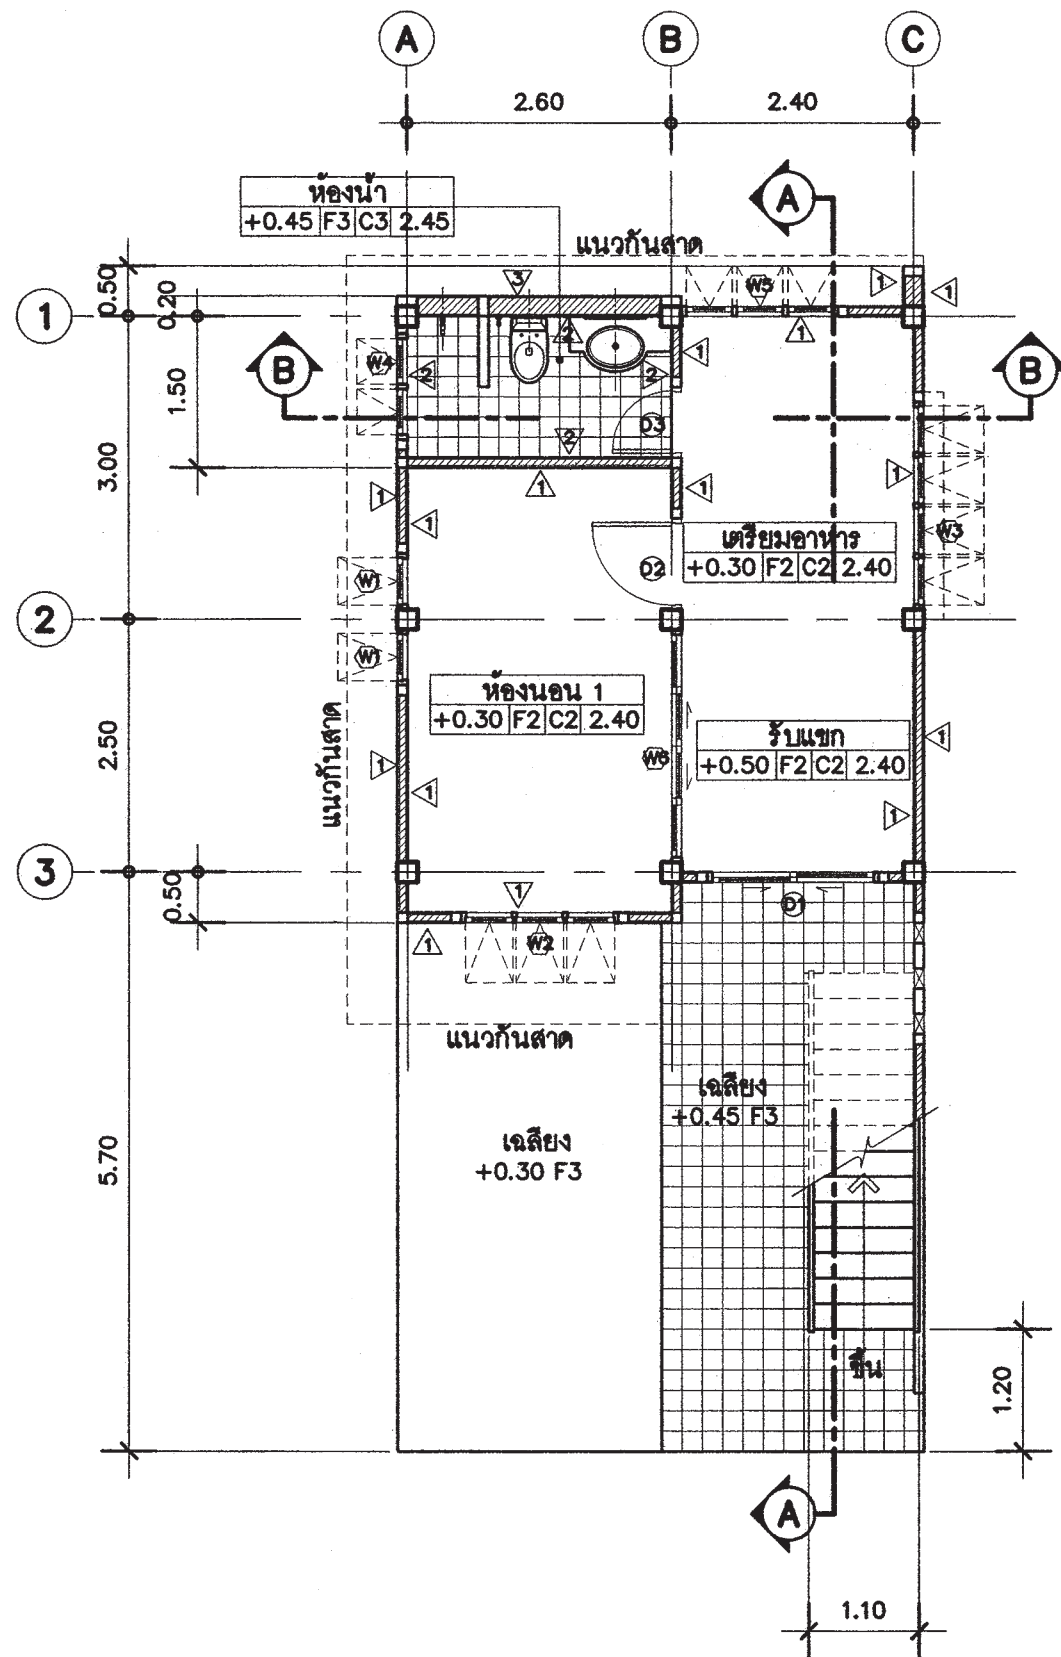 A B C
2.60 2.40
A
ห้องน้ำ
+0.45 F3 C3 2.45
แนวกันสาด
0.50
0.20
3
1
1
W5
1
1
2
W4
2
2
1
1
B
B
1.50
D3
3.00
2
1
1
1
1
1
W3
เตรียมอาหาร
+0.30 F2 C2 2.40
D2
W1
2
W1
ห้องนอน 1
+0.30 F2 C2 2.40
รับแขก
+0.50 F2 C2 2.40
2.50
แนวกันสาด
W6
1
1
1
1
3
0.50
1
D1
1
W2
แนวกันสาด
เฉลียง
+0.45 F3
เฉลียง
+0.30 F3
5.70
ขึ้น
1.20
A
1.10